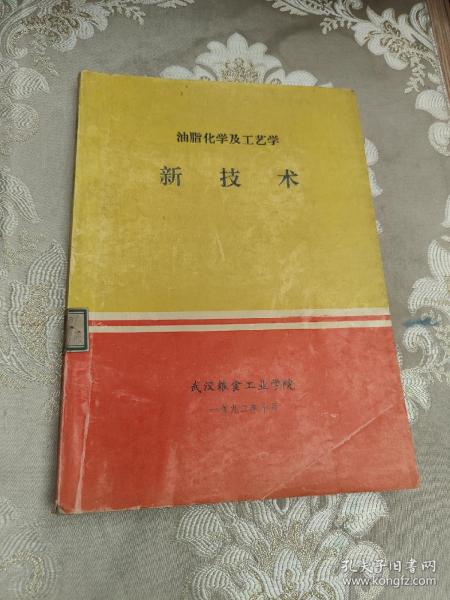 油脂化学及工艺学
新技术
武汉粮食工业学院
一九九二年十月
孔夫子旧书网
www.kongfz.com